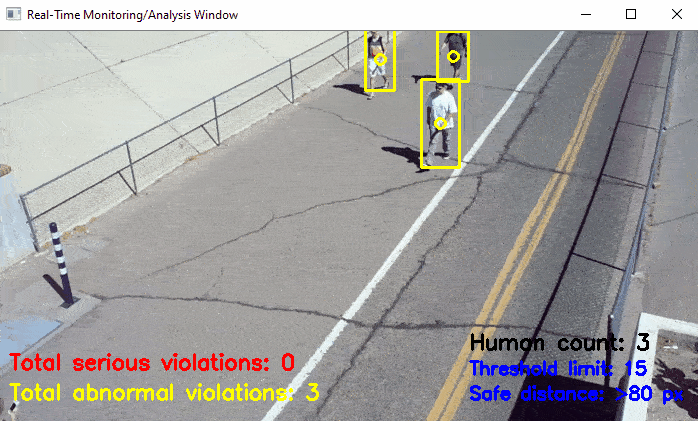 Real-Time Monitoring/Analysis Window
Human count: 3
Total serious violations: 0
Threshold limit: 15
Total abnormal violations: 3
Safe distance: >80 px